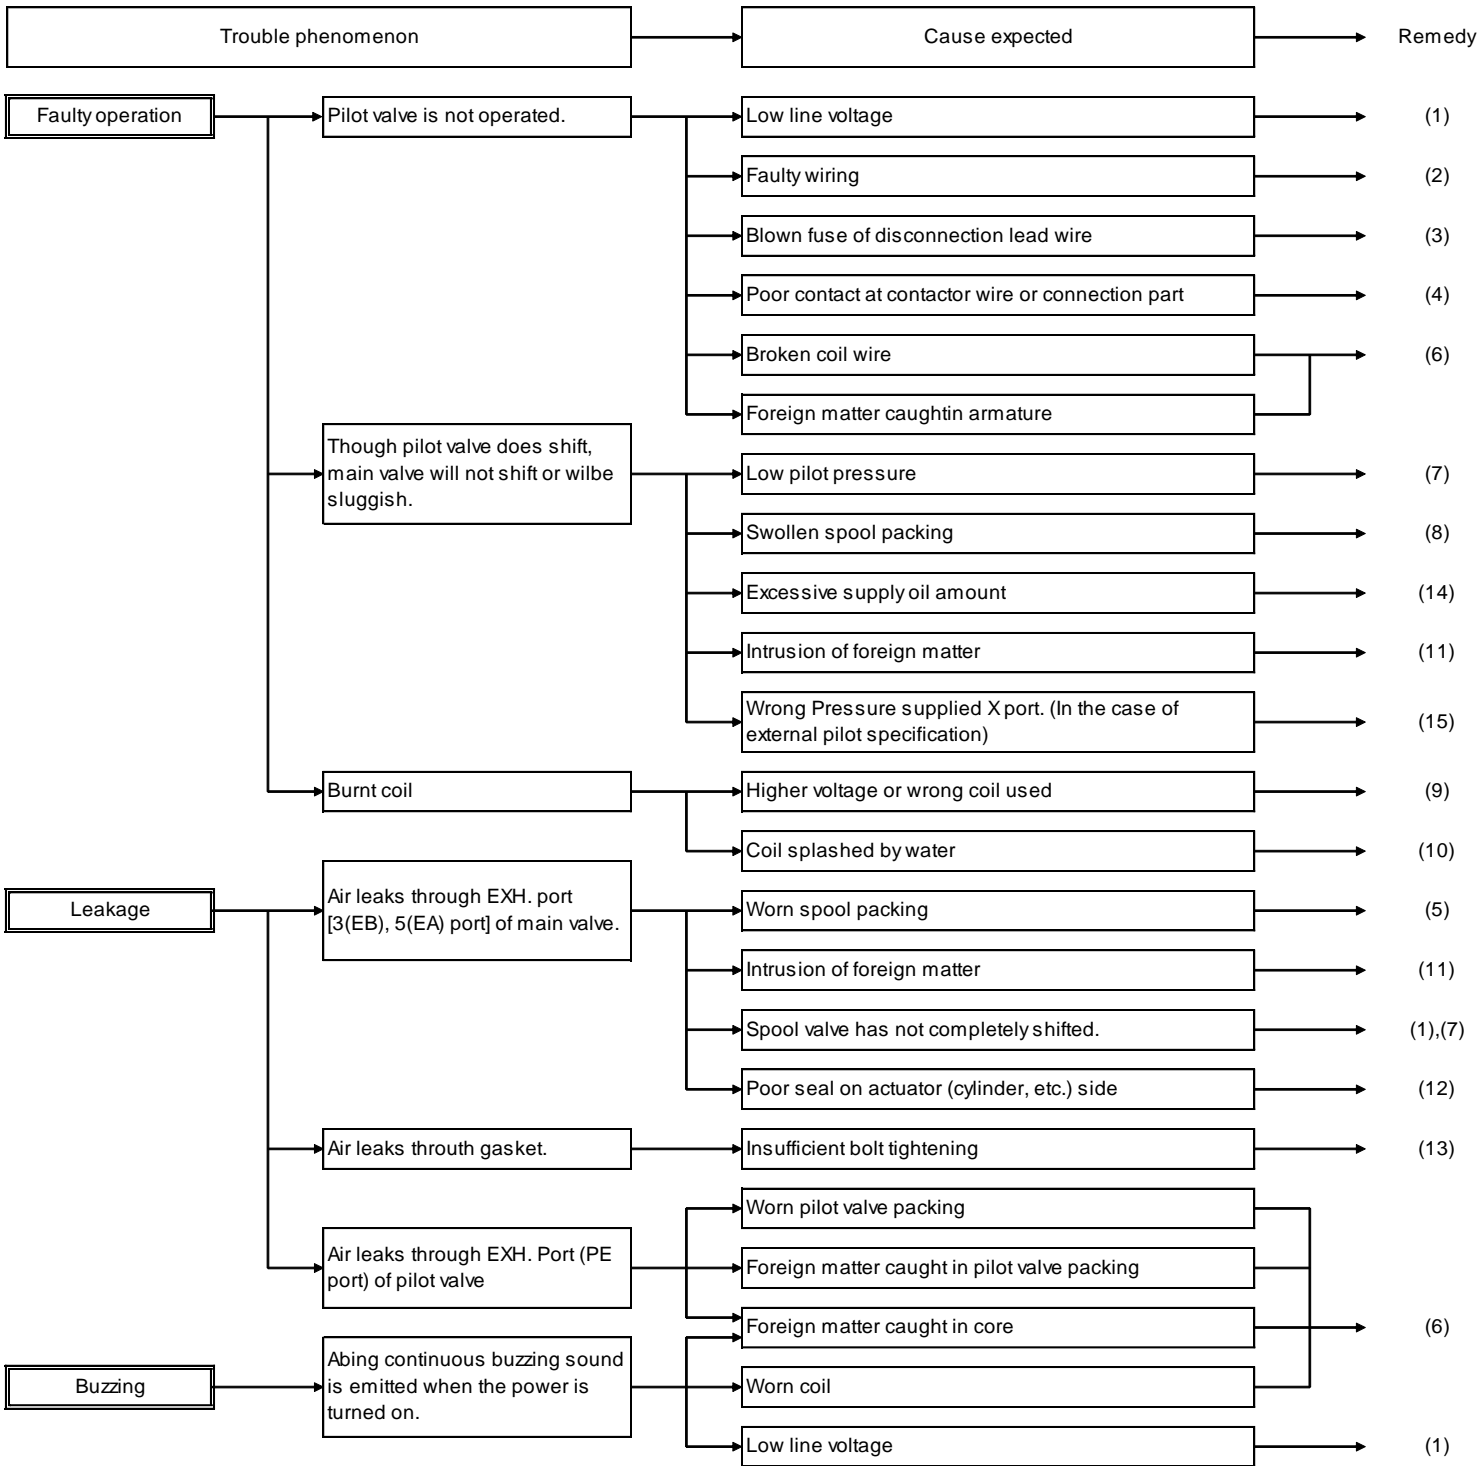 Trouble phenomenon
Cause expected
Remedy
Faulty operation
Pilot valve is not operated.
Low line voltage
(1)
Faulty wiring
(2)
Blown fuse of disconnection lead wire
(3)
Poor contact at contactor wire or connection part
(4)
Broken coil wire
(6)
Foreign matter caughtin armature
Though pilot valve does shift,
main valve will not shift or wilbe
sluggish.
Low pilot pressure
(7)
Swollen spool packing
(8)
Excessive supply oil amount
(14)
Intrusion of foreign matter
(11)
Wrong Pressure supplied X port. (In the case of
external pilot specification)
(15)
Burnt coil
Higher voltage or wrong coil used
(9)
Coil splashed by water
(10)
Leakage
Air leaks through EXH. port
[3(EB), 5(EA) port] of main valve.
Worn spool packing
(5)
Intrusion of foreign matter
(11)
Spool valve has not completely shifted.
(1),(7)
Poor seal on actuator (cylinder, etc.) side
(12)
Air leaks throuth gasket.
Insufficient bolt tightening
(13)
Air leaks through EXH. Port (PE
port) of pilot valve
Worn pilot valve packing
Foreign matter caught in pilot valve packing
Foreign matter caught in core
(6)
Buzzing
Abing continuous buzzing sound
is emitted when the power is
turned on.
Worn coil
Low line voltage
(1)